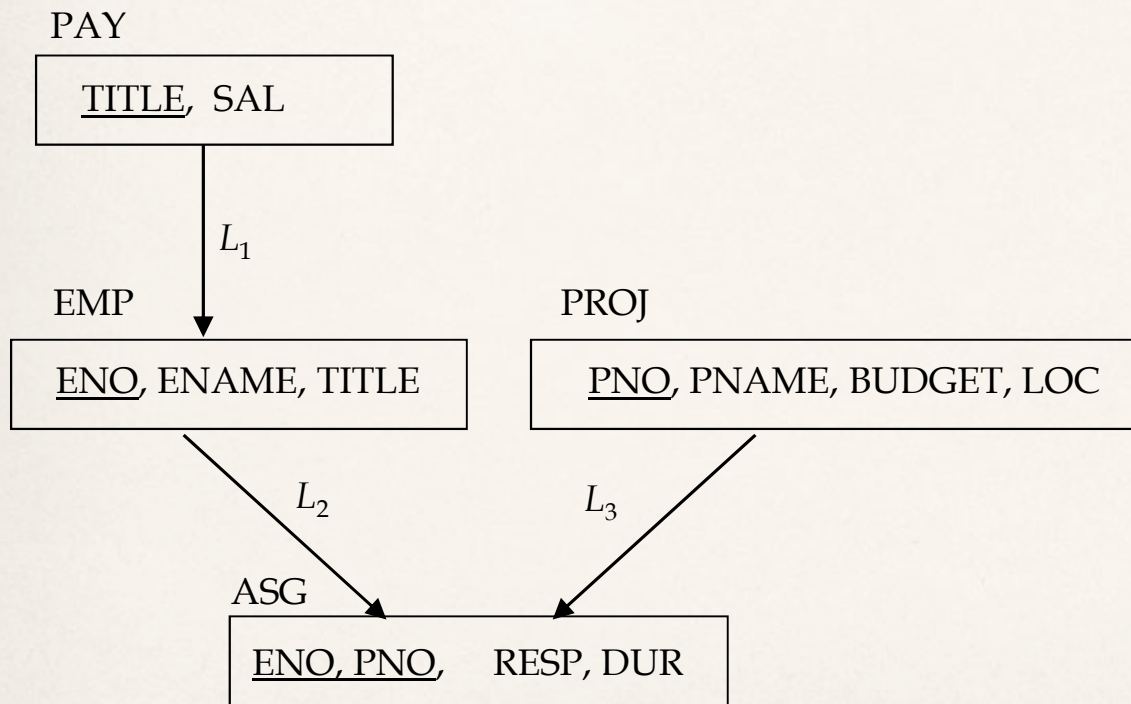 PAY
TITLE, SAL
L1
EMP
PROJ
ENO, ENAME, TITLE
PNO, PNAME, BUDGET, LOC
L2
L3
ASG
ENO, PNO, RESP, DUR